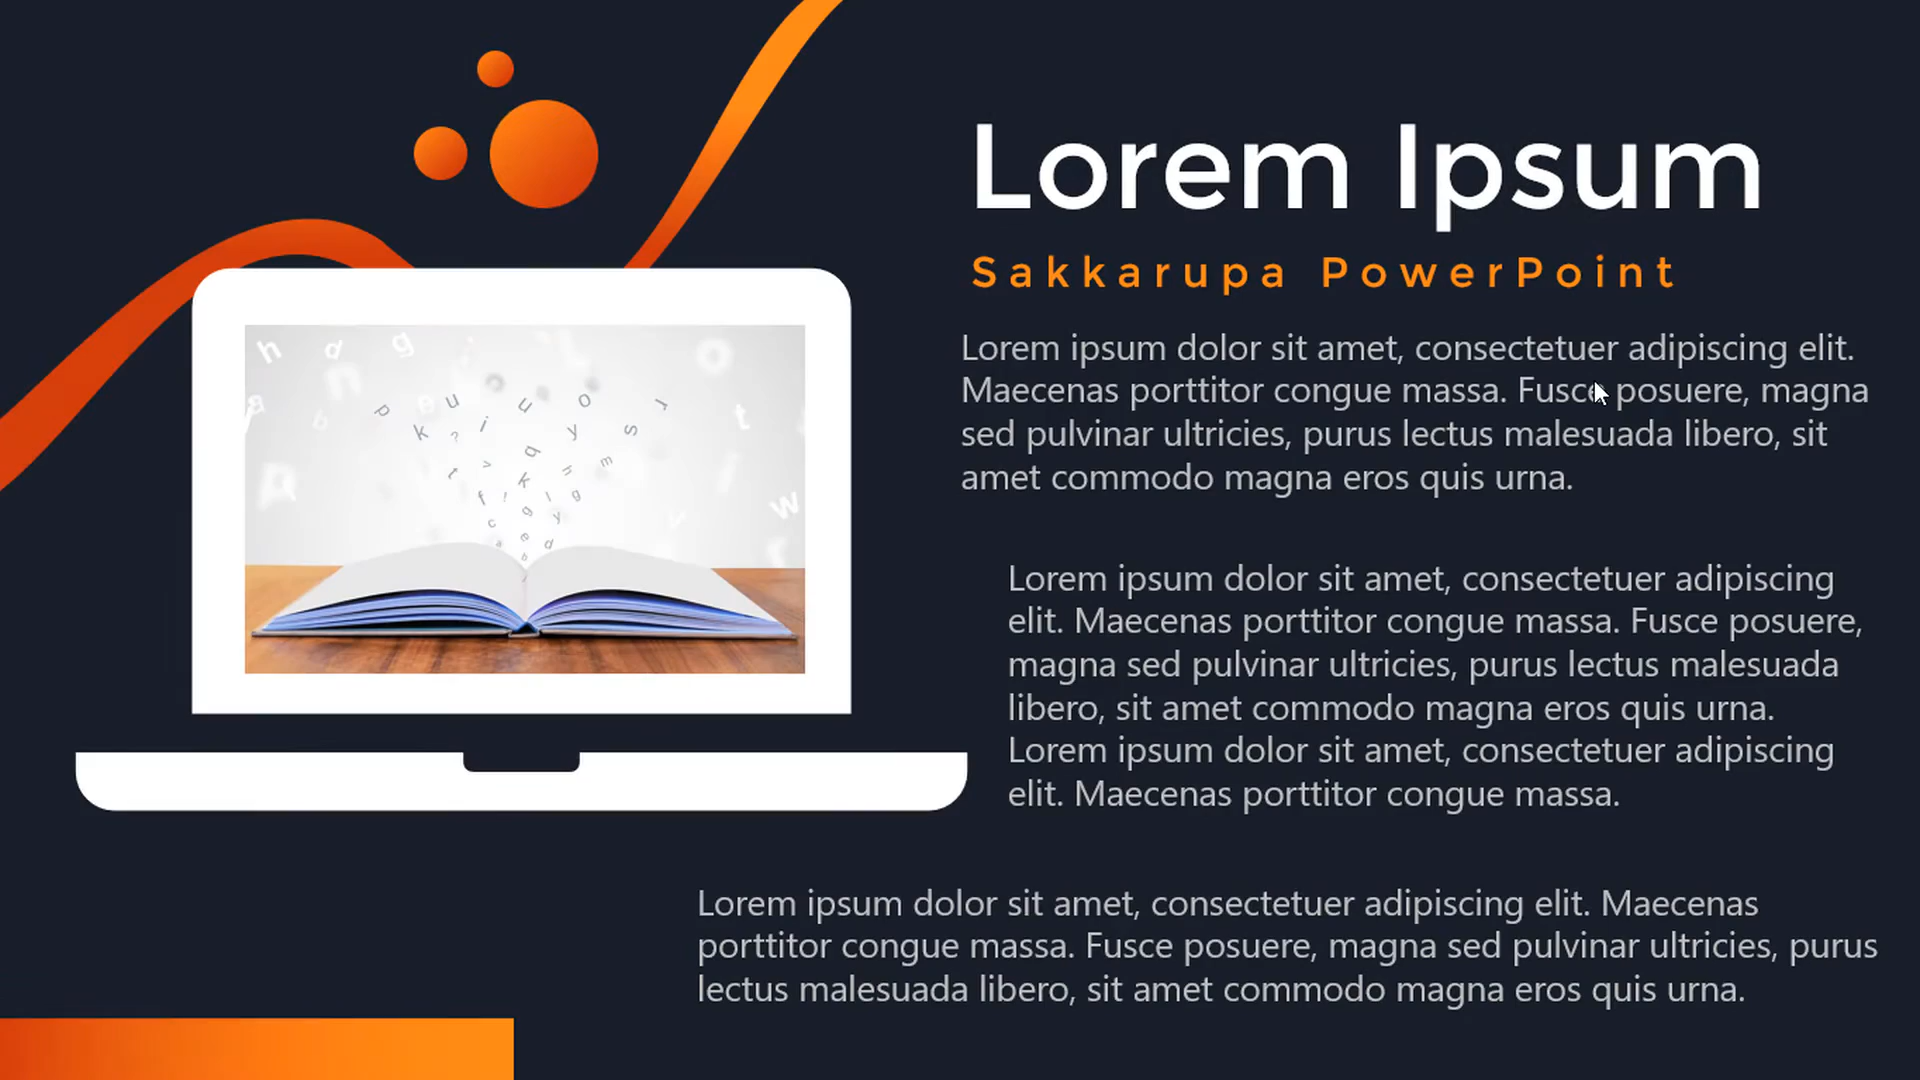 Lorem Ipsum
Sakkarupa PowerPoint
Lorem ipsum dolor sit amet, consectetuer adipiscing elit.
Maecenas porttitor congue massa. Fusce posuere, magna
sed pulvinar ultricies, purus lectus malesuada libero, sit
amet commodo magna eros quis urna.
Lorem ipsum dolor sit amet, consectetuer adipiscing
elit. Maecenas porttitor congue massa. Fusce posuere,
magna sed pulvinar ultricies, purus lectus malesuada
libero, sit amet commodo magna eros quis urna.
Lorem ipsum dolor sit amet, consectetuer adipiscing
elit. Maecenas porttitor congue massa.
Lorem ipsum dolor sit amet, consectetuer adipiscing elit. Maecenas
porttitor congue massa. Fusce posuere, magna sed pulvinar ultricies, purus
lectus malesuada libero, sit amet commodo magna eros quis urna.